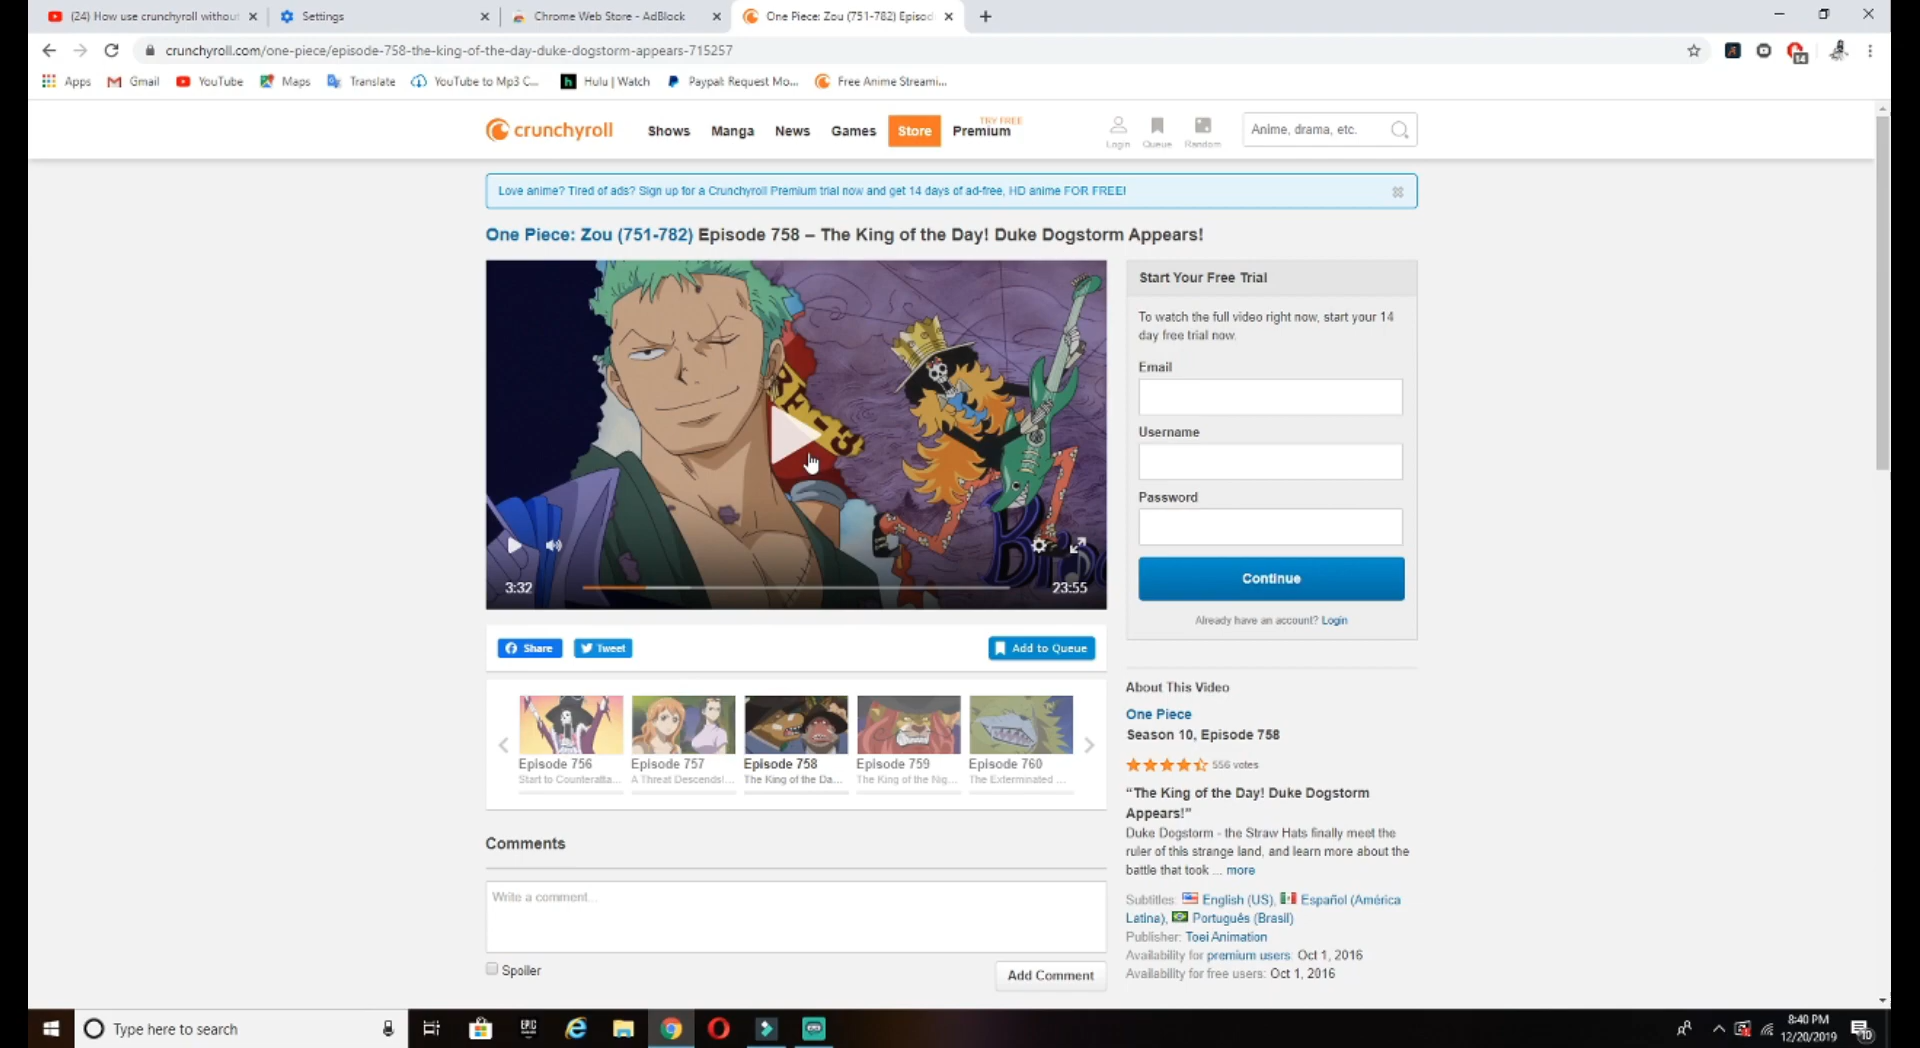 (24) How use crunchyroll withou
Settings
Chrome Web Store - AdBlock
One Piece: Zou (751-782) Episod
crunchyroll.com/one-piece/episode-758-the-king-of-the-day-duke-dogstorm-appears-715257
14
Apps
Gmail
YouTube
Maps
Translate
YouTube to Mp3 C...
Hulu | Watch
Paypal: Request Mo...
Free Anime Streami...
crunchyroll
Shows
Manga
News
Games
Store
TRY FREE
Premium
Login
Queue
Random
Anime, drama, etc.
Love anime? Tired of ads? Sign up for a Crunchyroll Premium trial now and get 14 days of ad-free, HD anime FOR FREE!
One Piece: Zou (751-782) Episode 758 – The King of the Day! Duke Dogstorm Appears!
3:32
23:55
Start Your Free Trial
To watch the full video right now, start your 14
day free trial now.
Email
Username
Password
Continue
Already have an account? Login
Share
Tweet
Add to Queue
Episode 756
Start to Counteratta...
Episode 757
A Threat Descends!...
Episode 758
The King of the Da...
Episode 759
The King of the Nig...
Episode 760
The Exterminated ...
Comments
Write a comment...
Spoiler
Add Comment
About This Video
One Piece
Season 10, Episode 758
556 votes
“The King of the Day! Duke Dogstorm
Appears!”
Duke Dogstorm - the Straw Hats finally meet the
ruler of this strange land, and learn more about the
battle that took ... more
Subtitles: English (US), Español (América
Latina), Português (Brasil)
Publisher: Toei Animation
Availability for premium users: Oct 1, 2016
Availability for free users: Oct 1, 2016
Type here to search
EPIC
8:40 PM
12/20/2019
10